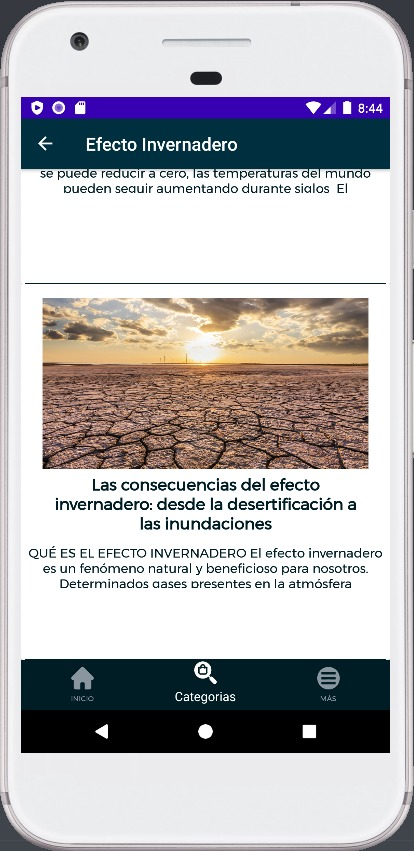 8:44
Efecto Invernadero
se puede reducir a cero, las temperaturas del mundo
pueden seguir aumentando durante siglos  El
Las consecuencias del efecto
invernadero: desde la desertificación a
las inundaciones
QUÉ ES EL EFECTO INVERNADERO El efecto invernadero
es un fenómeno natural y beneficioso para nosotros.
Determinados gases presentes en la atmósfera
INICIO
Categorias
MÁS